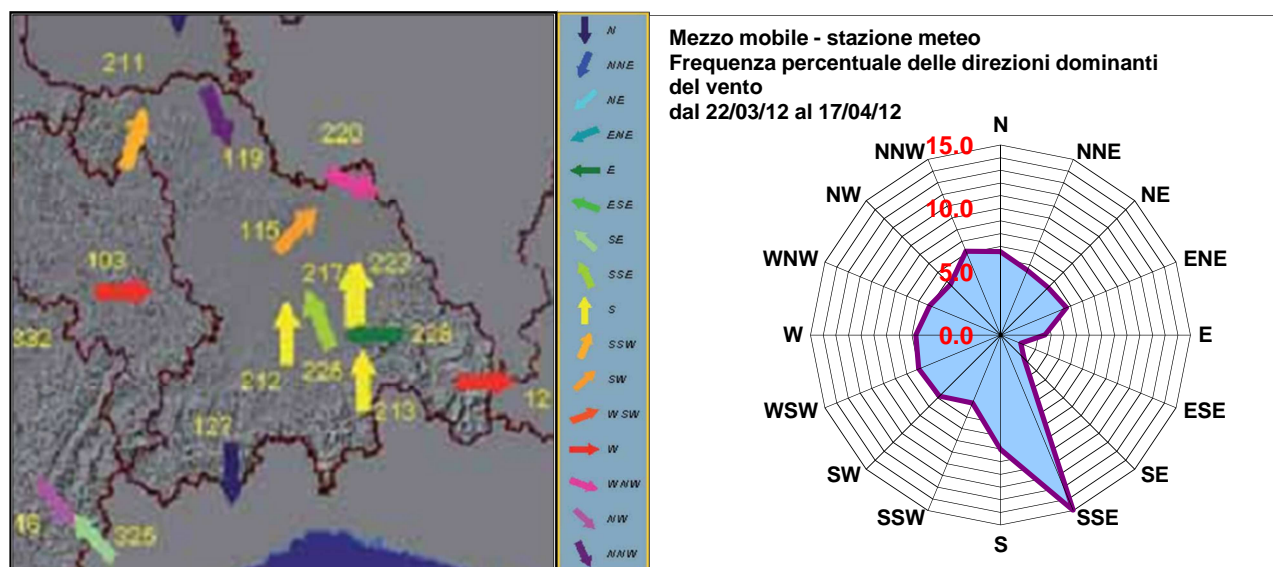 211
119
220
115
217
223
103
332
228
212
226
213
12
122
16
325
N
NNE
NE
ENE
E
ESE
SE
SSE
S
SSW
SW
WSW
W
WNW
NW
NNW
Mezzo mobile - stazione meteo
Frequenza percentuale delle direzioni dominanti
del vento
dal 22/03/12 al 17/04/12
N
NNE
NE
ENE
E
ESE
SE
SSE
S
SSW
SW
WSW
W
WNW
NW
NNW
15.0
10.0
5.0
0.0